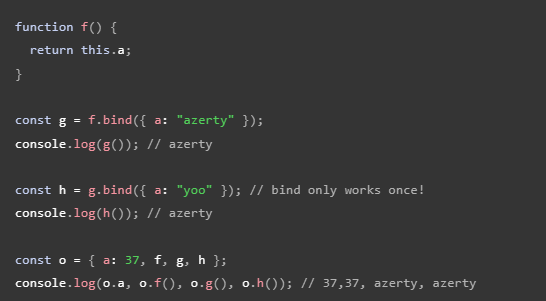 function f() {
  return this.a;
}

const g = f.bind({ a: "azerty" });
console.log(g()); // azerty

const h = g.bind({ a: "yoo" }); // bind only works once!
console.log(h()); // azerty

const o = { a: 37, f, g, h };
console.log(o.a, o.f(), o.g(), o.h()); // 37,37, azerty, azerty